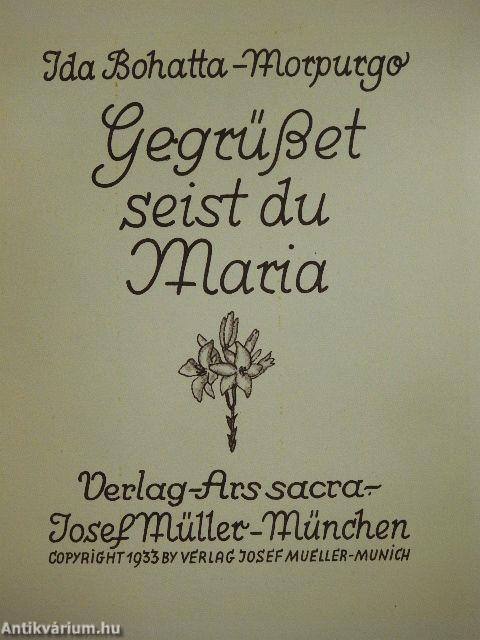 Ida Bohatta-Morpurgo
Gegrüßet
seist du
Maria
Verlag-Ars sacra-
Josef Müller-München
COPYRIGHT 1933 BY VERLAG JOSEF MUELLER-MUNICH
Antikvárium.hu